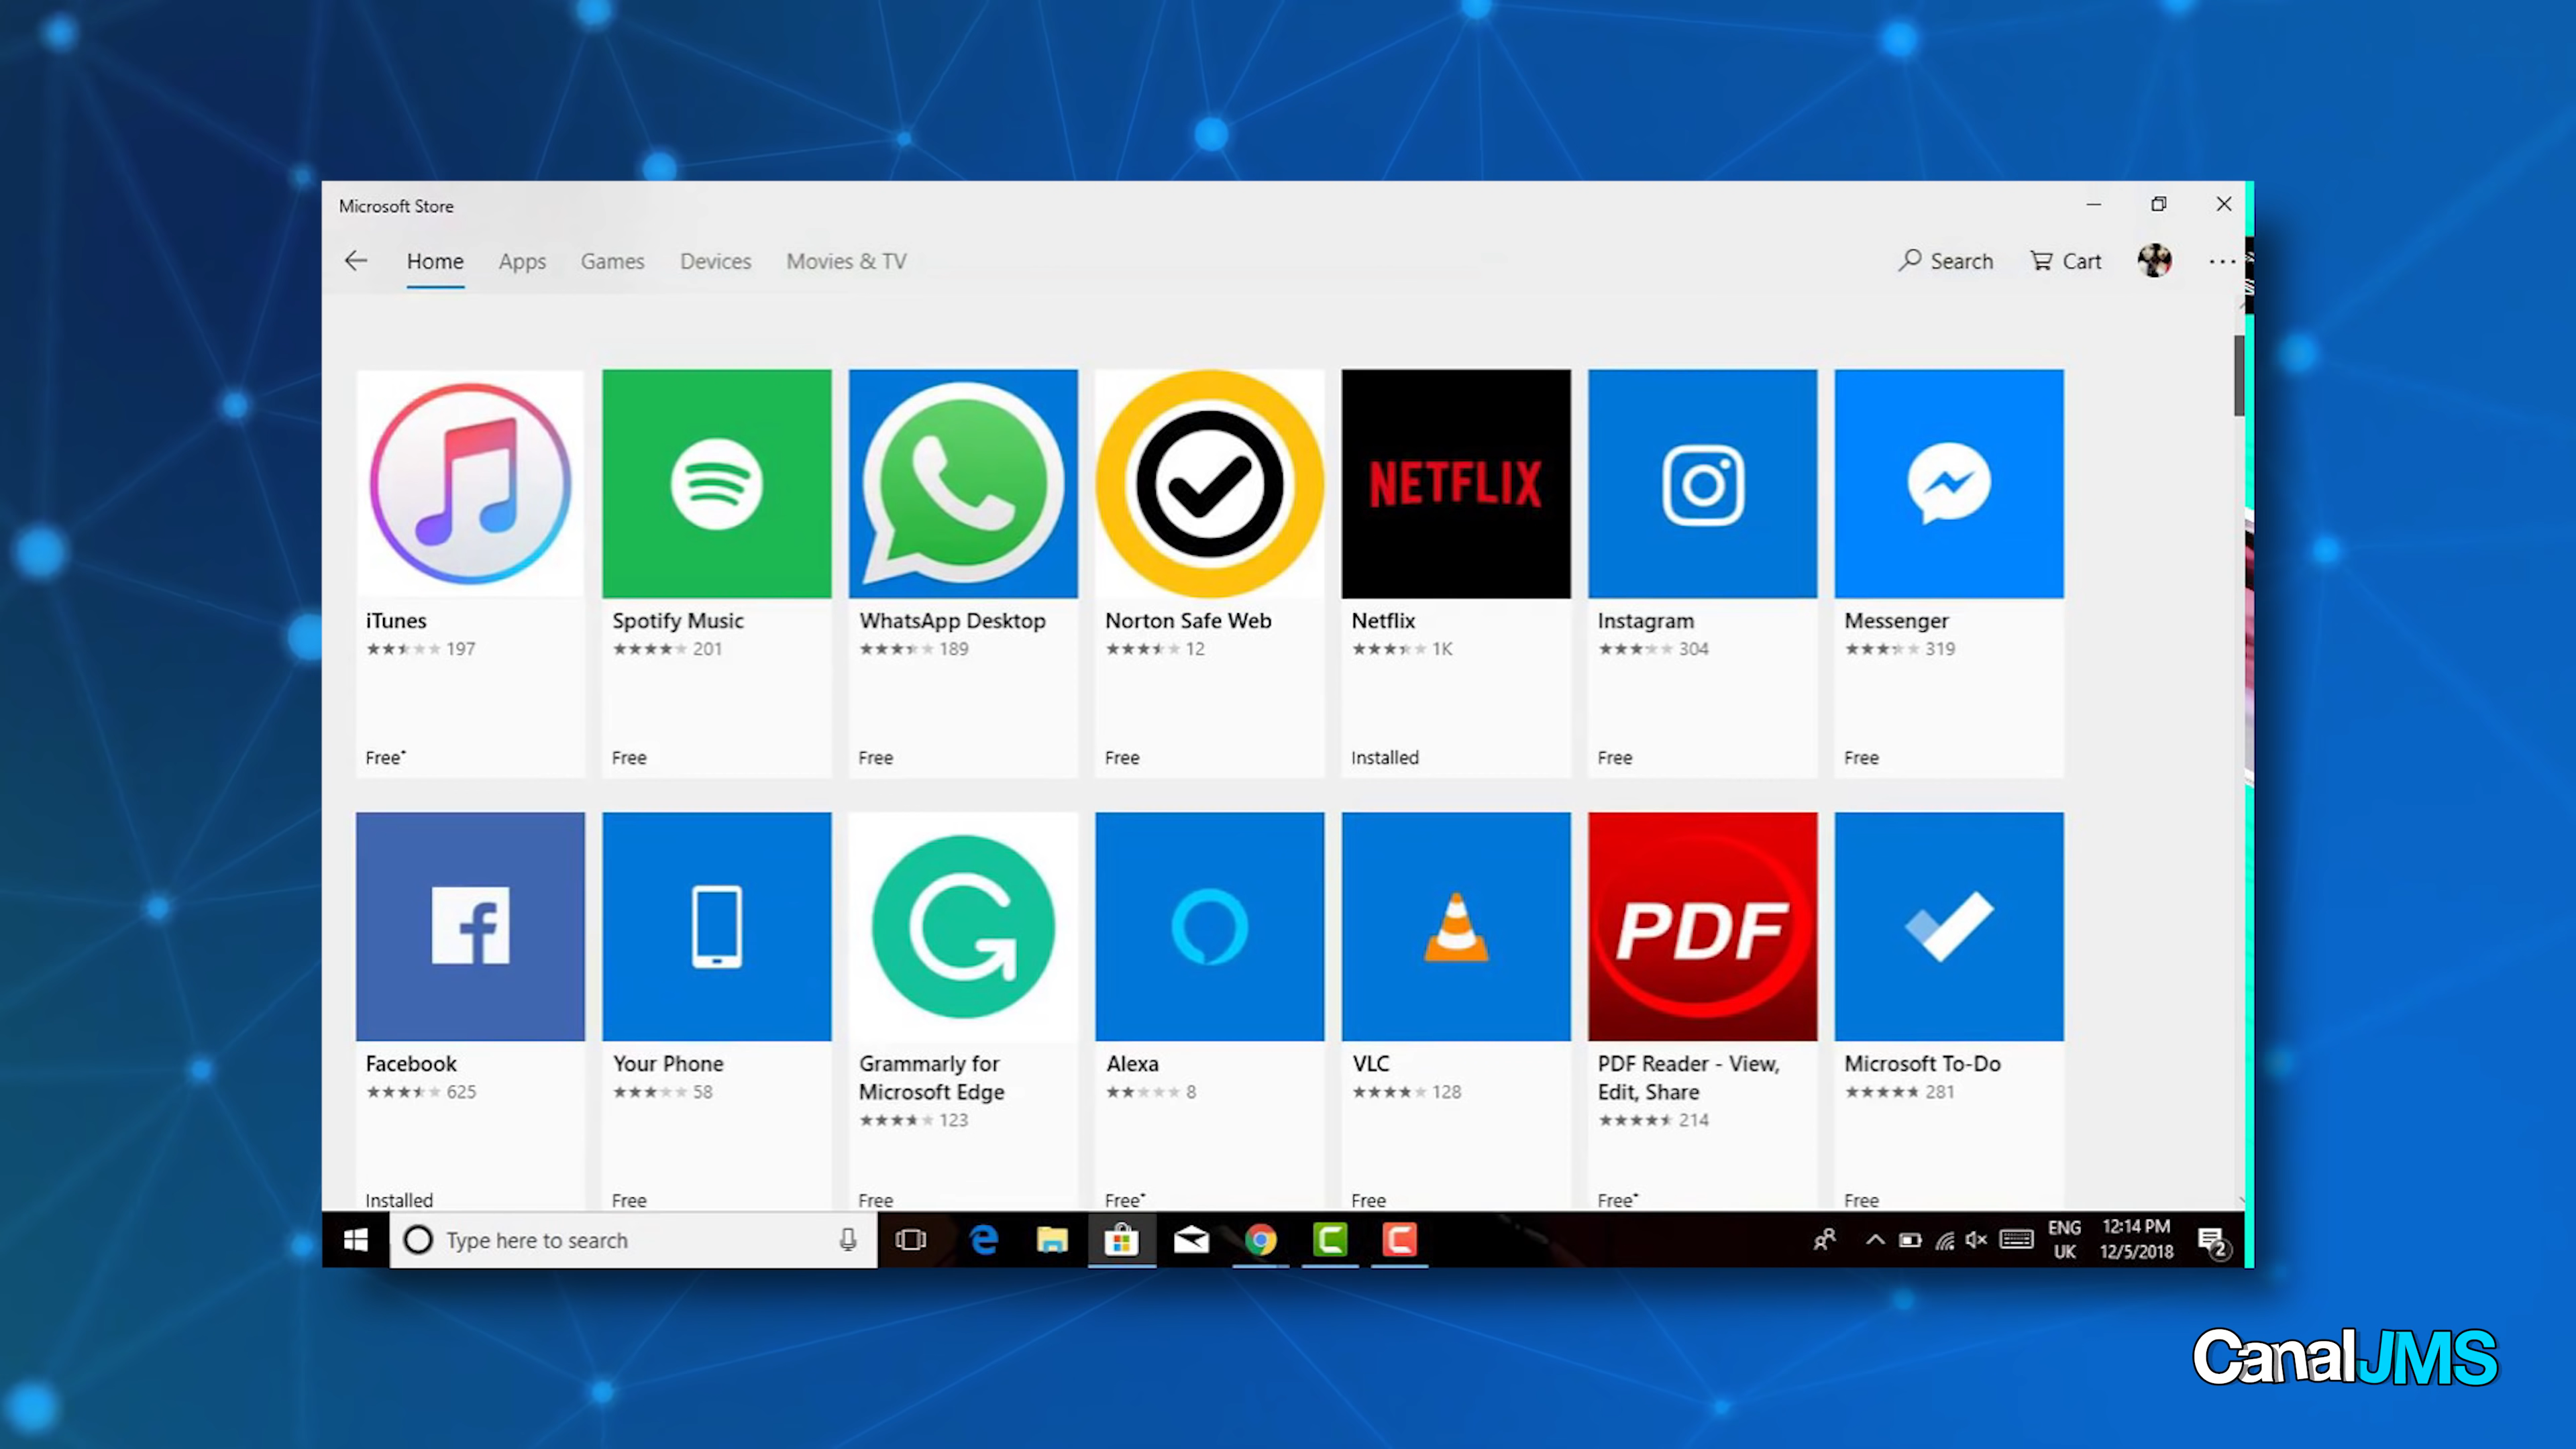 Microsoft Store
Home Apps Games Devices Movies & TV Search Cart
NETFLIX
iTunes Spotify Music WhatsApp Desktop Norton Safe Web Netflix Instagram Messenger
197 201 189 12 1K 304 319
Free* Free Free Free Installed Free Free
PDF
Facebook Your Phone Grammarly for Alexa VLC PDF Reader - View, Microsoft To-Do
625 58 Microsoft Edge 8 128 Edit, Share 281
123 214
Installed Free Free Free* Free Free* Free
Type here to search ENG 12:14 PM
UK 12/5/2018 2
CanalJMS